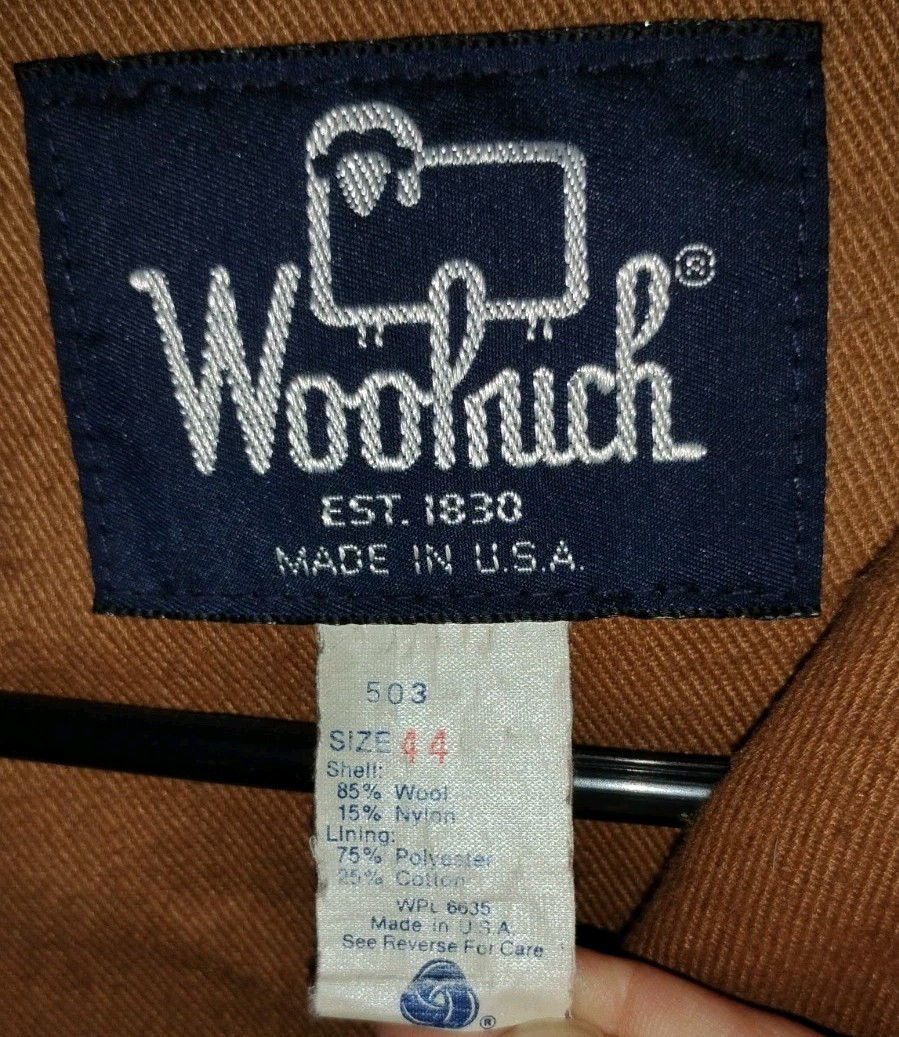 Woolrich®
EST. 1830
MADE IN U.S.A.
503
SIZE 44
Shell:
85% Wool
15% Nylon
Lining:
75% Polyester
25% Cotton
WPL 6635
Made in U.S.A.
See Reverse For Care
®